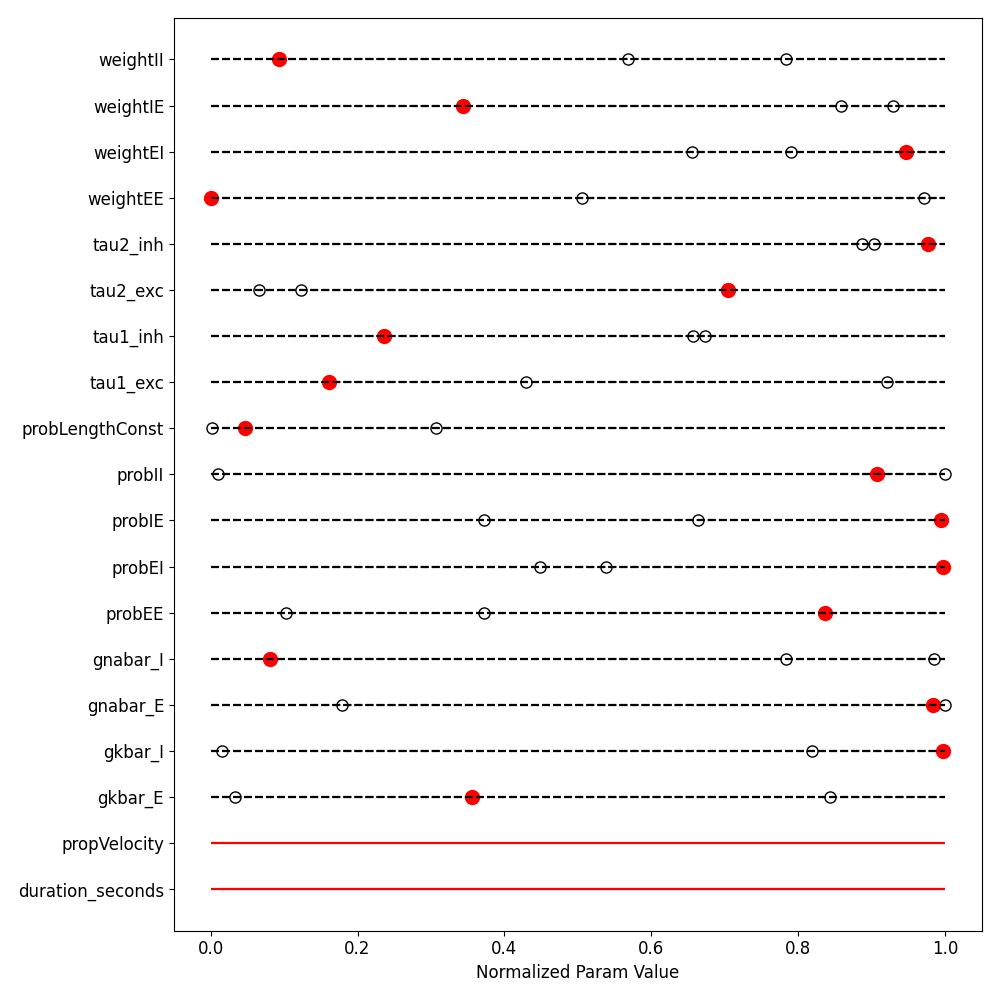 weightII
weightIE
weightEI
weightEE
tau2_inh
tau2_exc
tau1_inh
tau1_exc
probLengthConst
probII
probIE
probEI
probEE
gnabar_I
gnabar_E
gkbar_I
gkbar_E
propVelocity
duration_seconds
0.0 0.2 0.4 0.6 0.8 1.0
Normalized Param Value